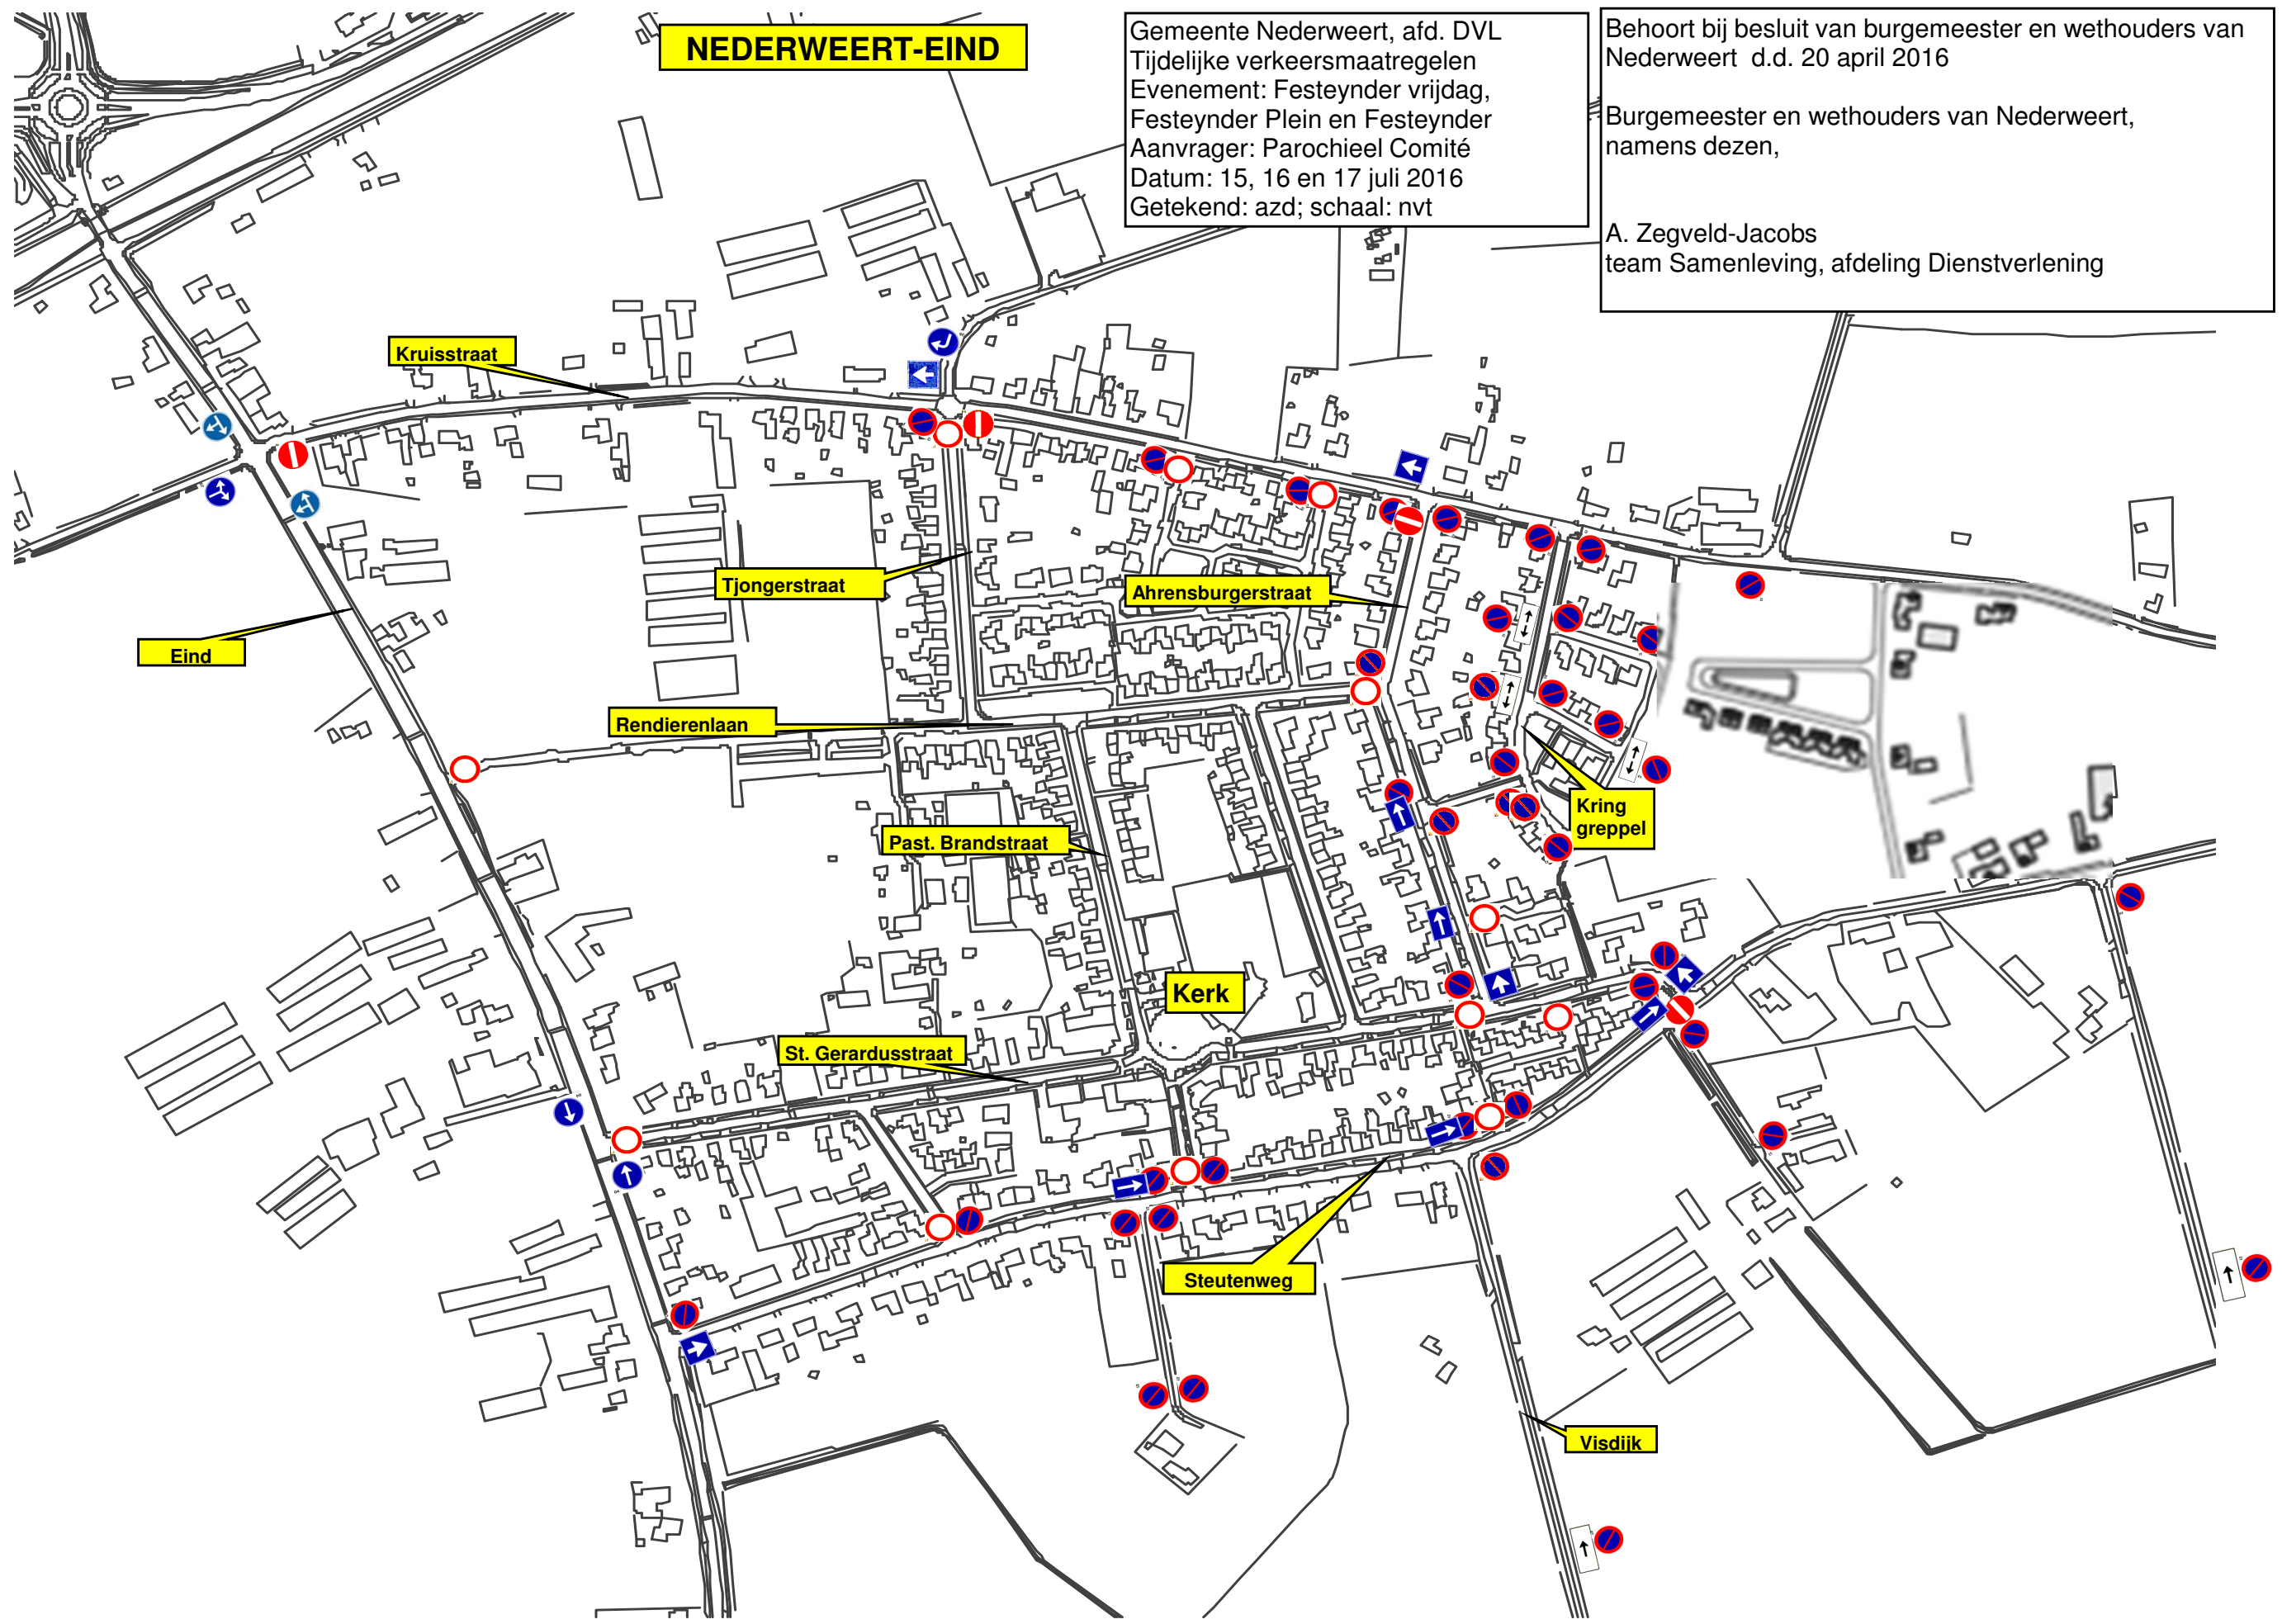 NEDERWEERT-EIND
Gemeente Nederweert, afd. DVL
Tijdelijke verkeersmaatregelen
Evenement: Festeynder vrijdag,
Festeynder Plein en Festeynder
Aanvrager: Parochieel Comité
Datum: 15, 16 en 17 juli 2016
Getekend: azd; schaal: nvt
Behoort bij besluit van burgemeester en wethouders van
Nederweert d.d. 20 april 2016
Burgemeester en wethouders van Nederweert,
namens dezen,
A. Zegveld-Jacobs
team Samenleving, afdeling Dienstverlening
Kruisstraat
Tjongerstraat
Ahrensburgerstraat
Eind
Rendierenlaan
Past. Brandstraat
Kring
greppel
Kerk
St. Gerardusstraat
Steutenweg
Visdijk